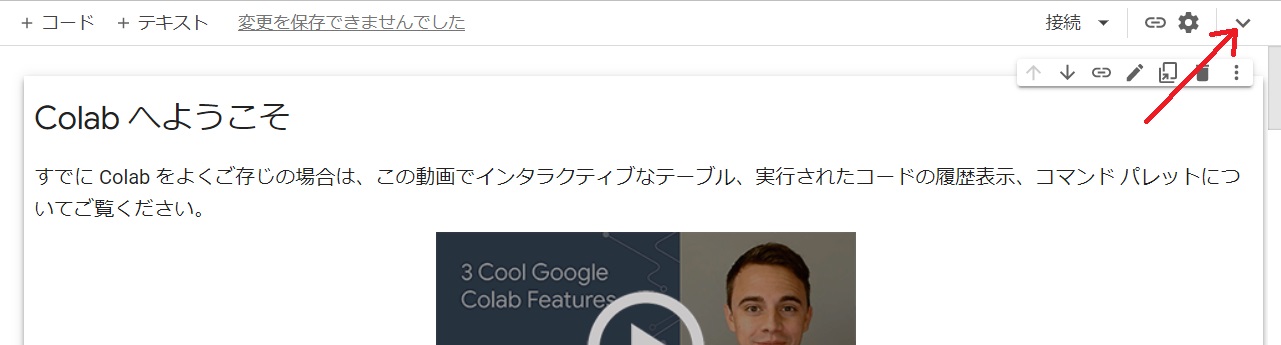 + コード + テキスト 変更を保存できませんでした 接続
Colab へようこそ
すでに Colab をよくご存じの場合は、この動画でインタラクティブなテーブル、実行されたコードの履歴表示、コマンド パレットにつ
いてご覧ください。
3 Cool Google
Colab Features